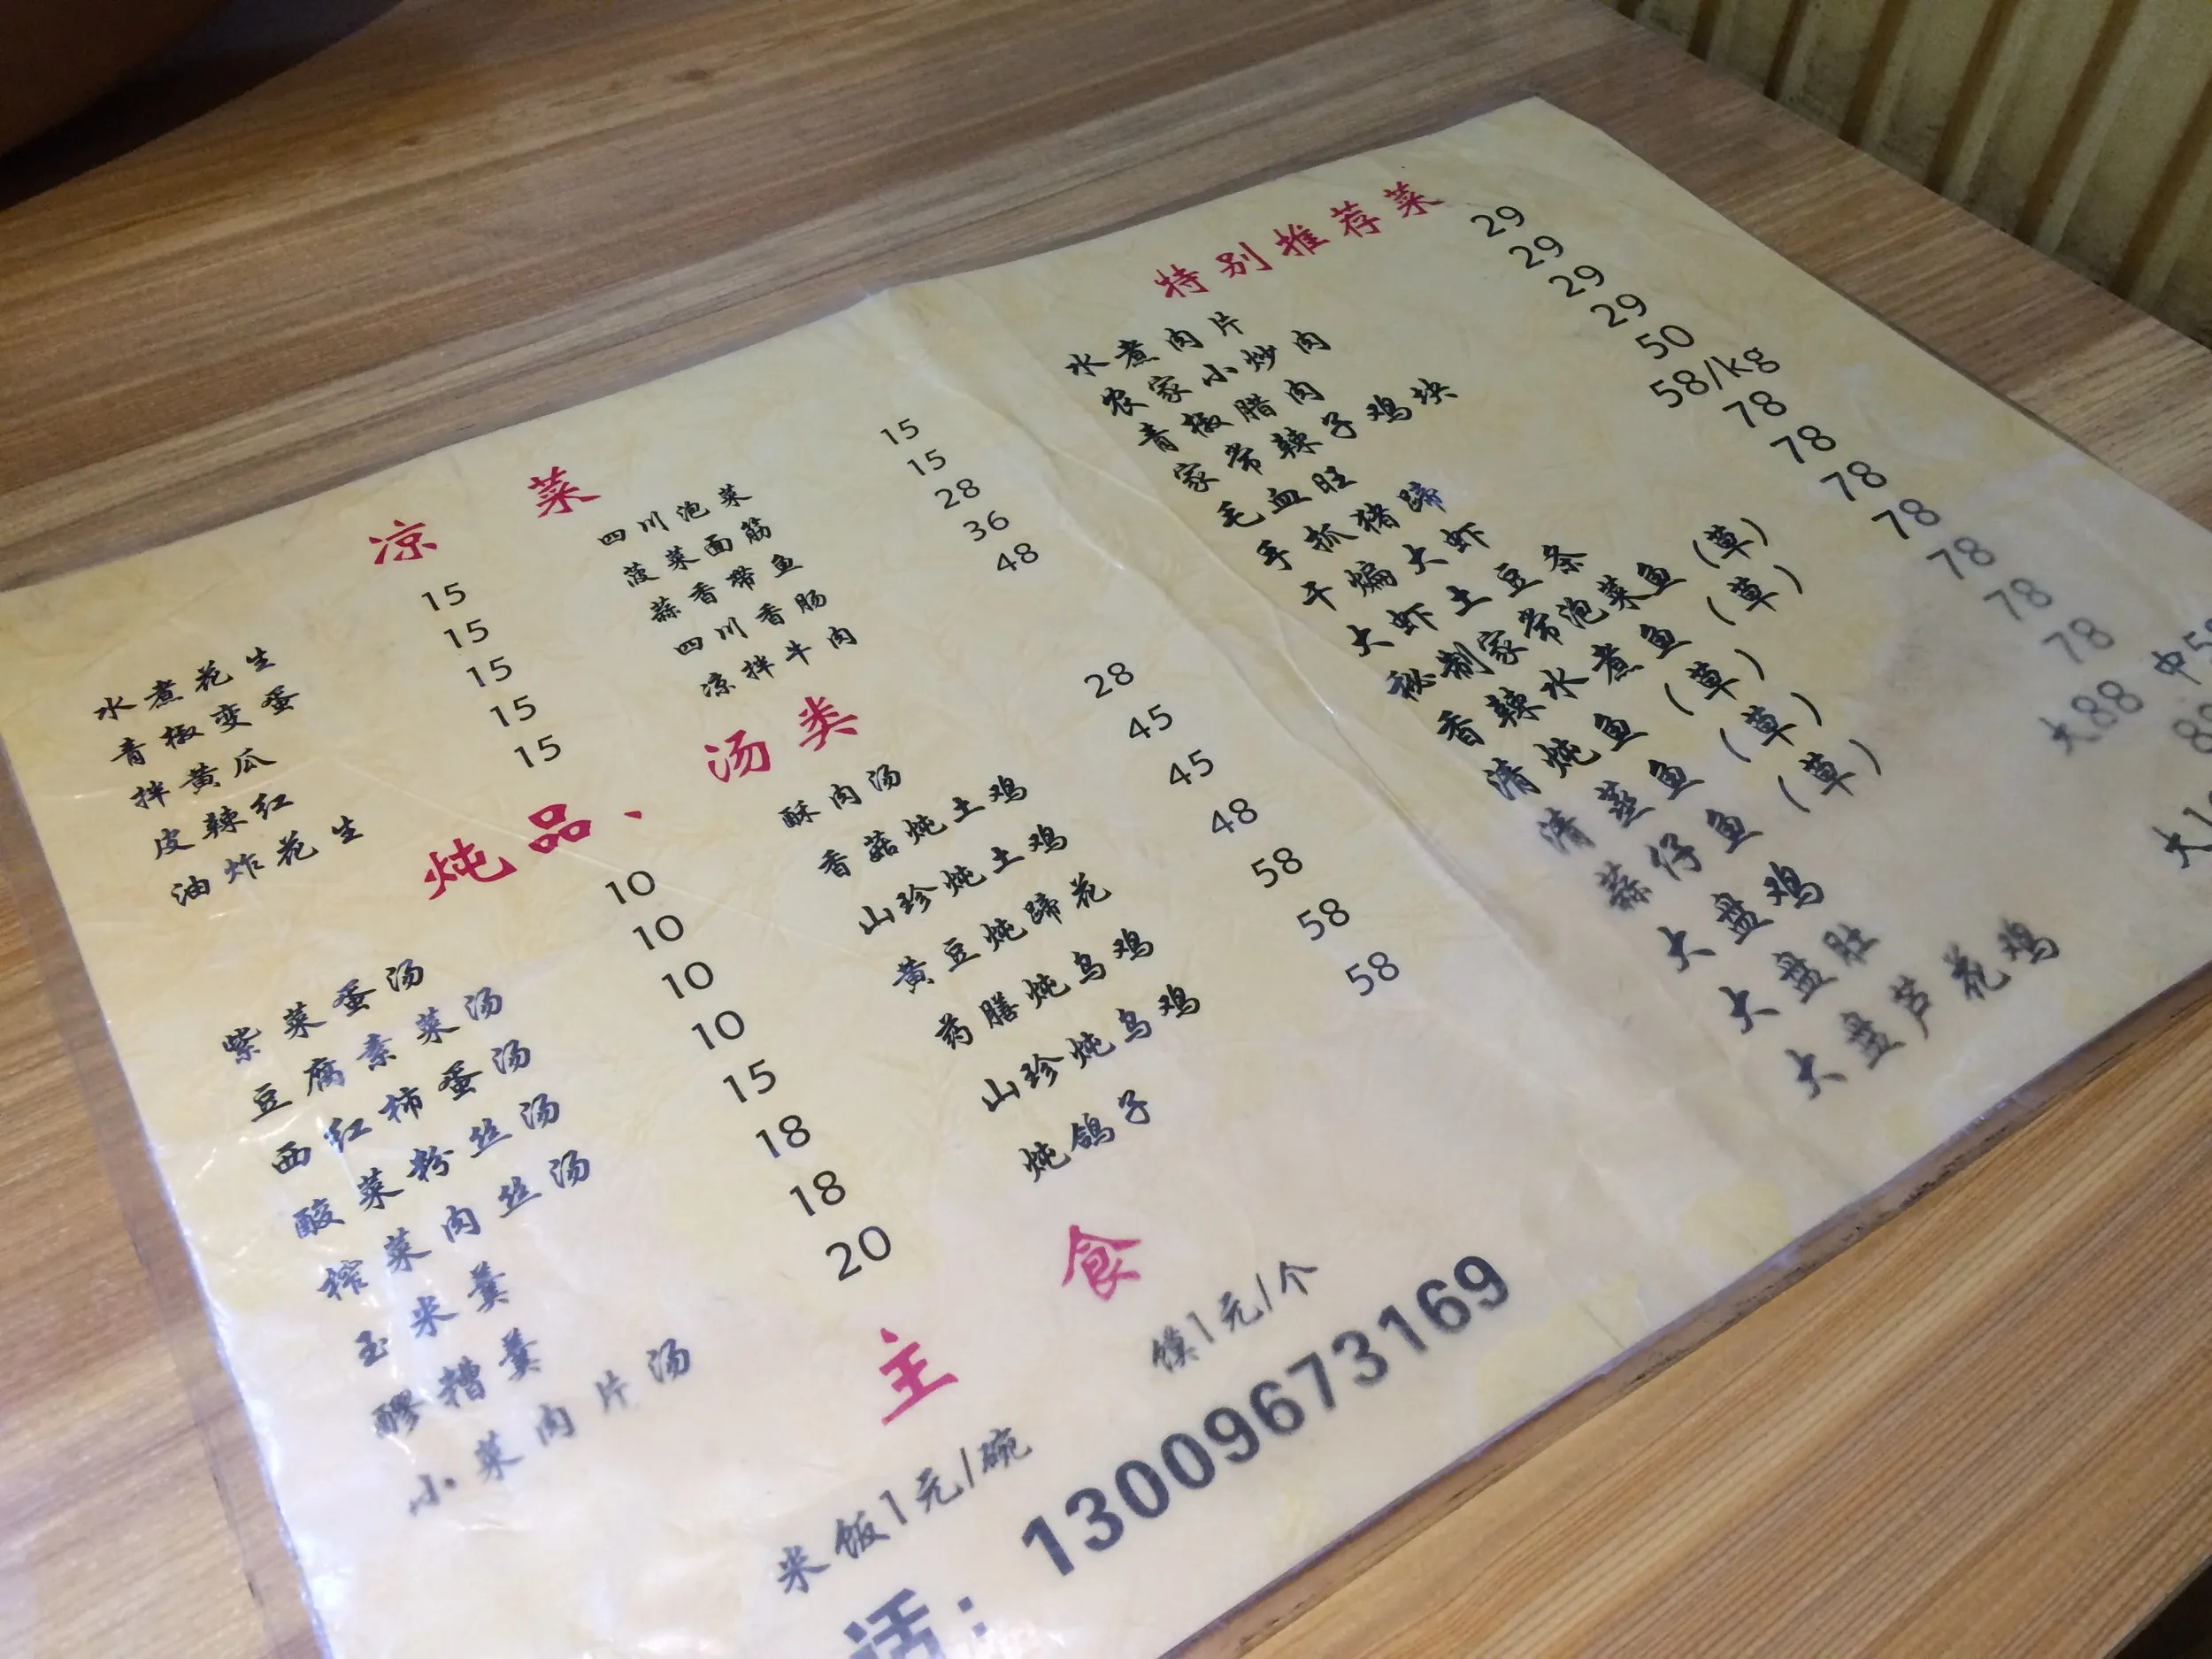 凉 菜
水煮花生 15
青椒变蛋 15
拌黄瓜 15
皮辣红 15
油炸花生 15
四川泡菜 15
菠菜面筋 15
蒜香带鱼 28
四川香肠 36
凉拌牛肉 48
炖品、汤类
紫菜蛋汤 10
豆腐素菜汤 10
西红柿蛋汤 10
酸菜粉丝汤 10
榨菜肉丝汤 15
玉米羹 18
醪糟羹 18
小菜肉片汤 20
酥肉汤 28
香菇炖土鸡 45
山珍炖土鸡 45
黄豆炖蹄花 48
药膳炖乌鸡 58
山珍炖乌鸡 58
炖鸽子 58
主 食
米饭1元/碗 馍1元/个
话: 13009673169
特别推荐菜
水煮肉片 29
农家小炒肉 29
青椒腊肉 29
家常辣子鸡块 29
毛血旺 50
手抓猪蹄 58/kg
干煸大虾 78
大虾土豆条 78
秘制家常泡菜鱼（草） 78
香辣水煮鱼（草） 78
清炖鱼（草） 78
清蒸鱼（草） 78
蒜仔鱼（草） 78
大盘鸡 大88 中
大盘肚
大盘芦花鸡 大